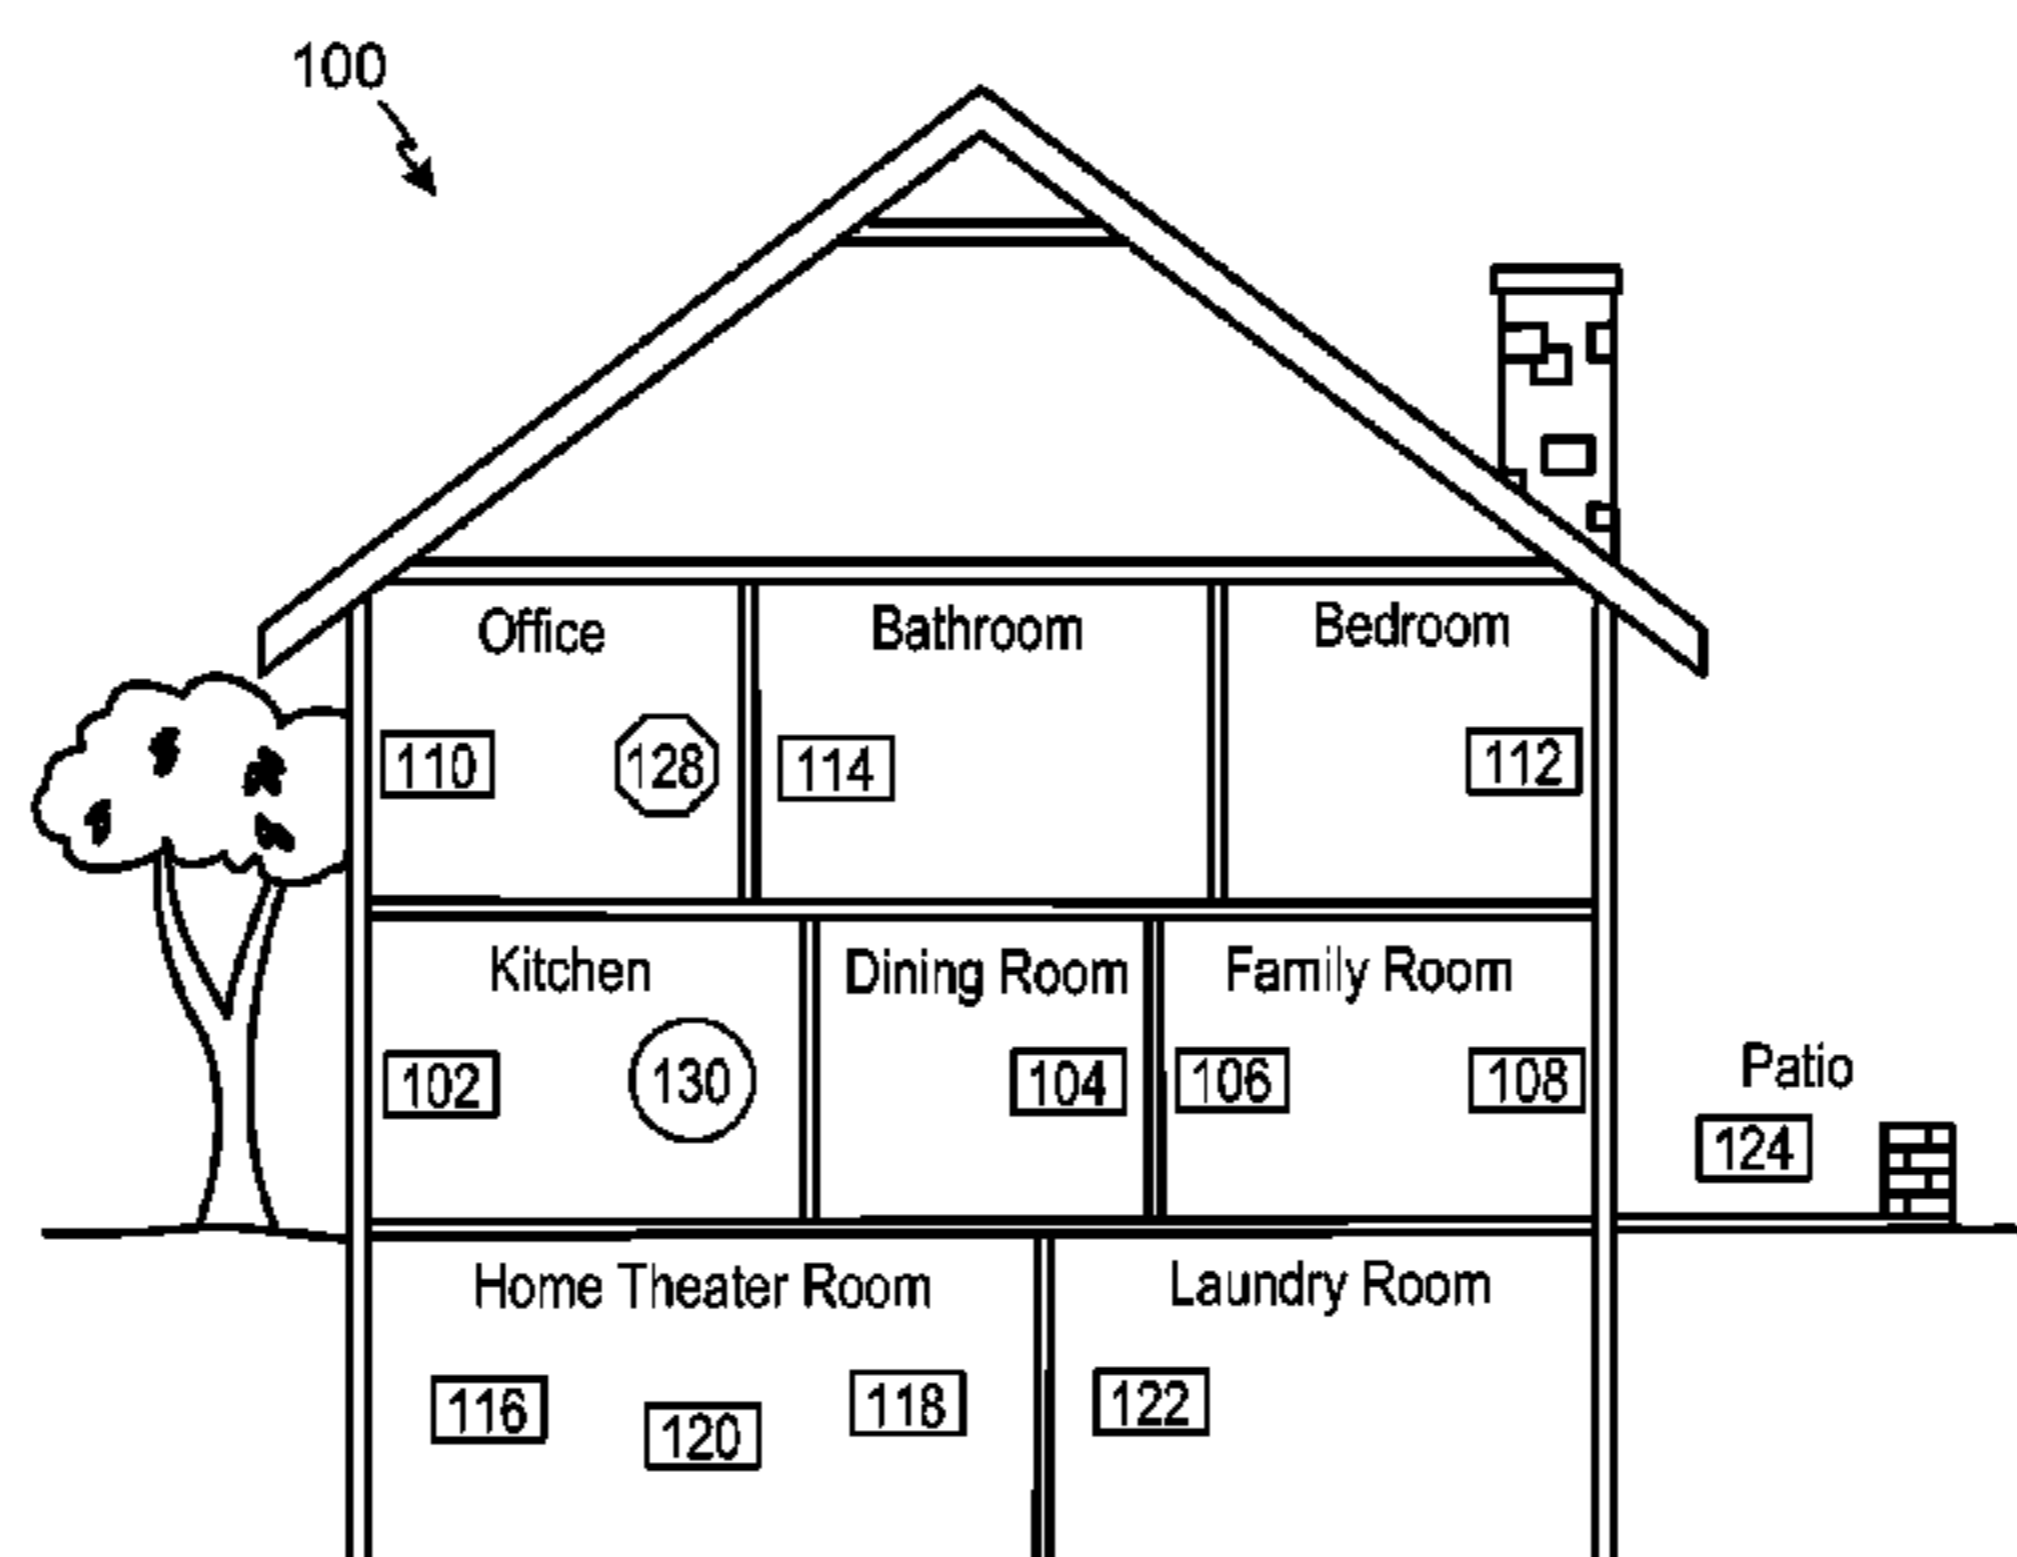 100
Office
Bathroom
Bedroom
110
128
114
112
Kitchen
Dining Room
Family Room
102
130
104
106
108
Patio
124
Home Theater Room
Laundry Room
116
120
118
122